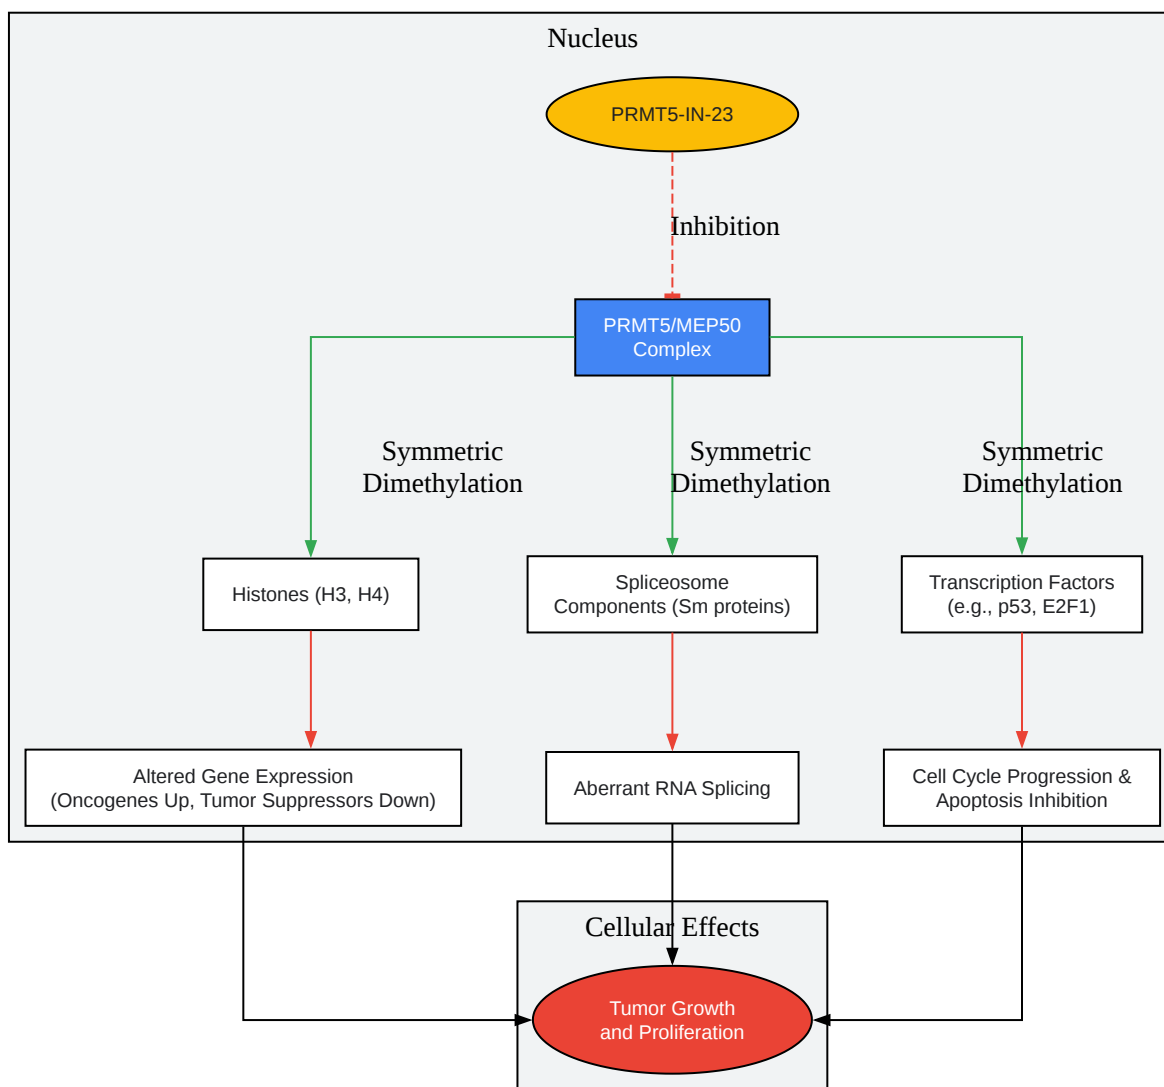 Nucleus
PRMT5-IN-23
Inhibition
PRMT5/MEP50
Complex
Symmetric
Dimethylation
Symmetric
Dimethylation
Symmetric
Dimethylation
Histones (H3, H4)
Spliceosome
Components (Sm proteins)
Transcription Factors
(e.g., p53, E2F1)
Altered Gene Expression
(Oncogenes Up, Tumor Suppressors Down)
Aberrant RNA Splicing
Cell Cycle Progression &
Apoptosis Inhibition
Cellular Effects
Tumor Growth
and Proliferation